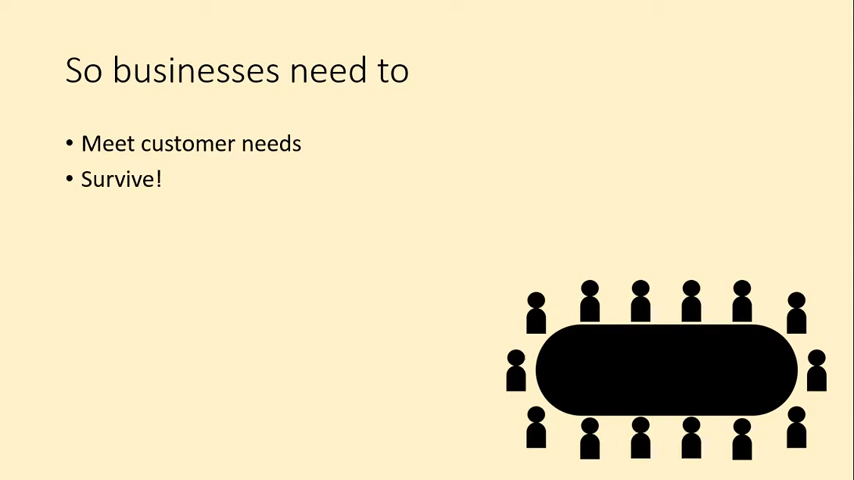 So businesses need to
• Meet customer needs
• Survive!